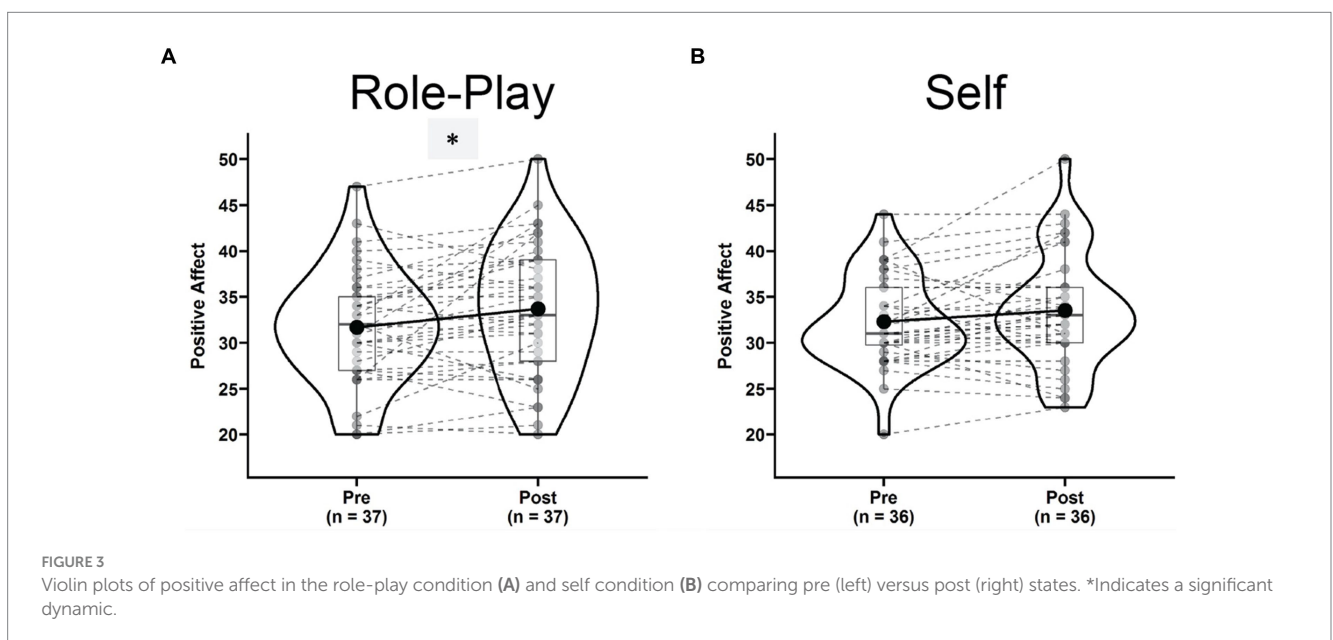 A
Role-Play
*
Positive Affect
50
45
40
35
30
25
20
Pre
(n = 37)
Post
(n = 37)
B
Self
Positive Affect
50
45
40
35
30
25
20
Pre
(n = 36)
Post
(n = 36)
FIGURE 3
Violin plots of positive affect in the role-play condition (A) and self condition (B) comparing pre (left) versus post (right) states. *Indicates a significant
dynamic.